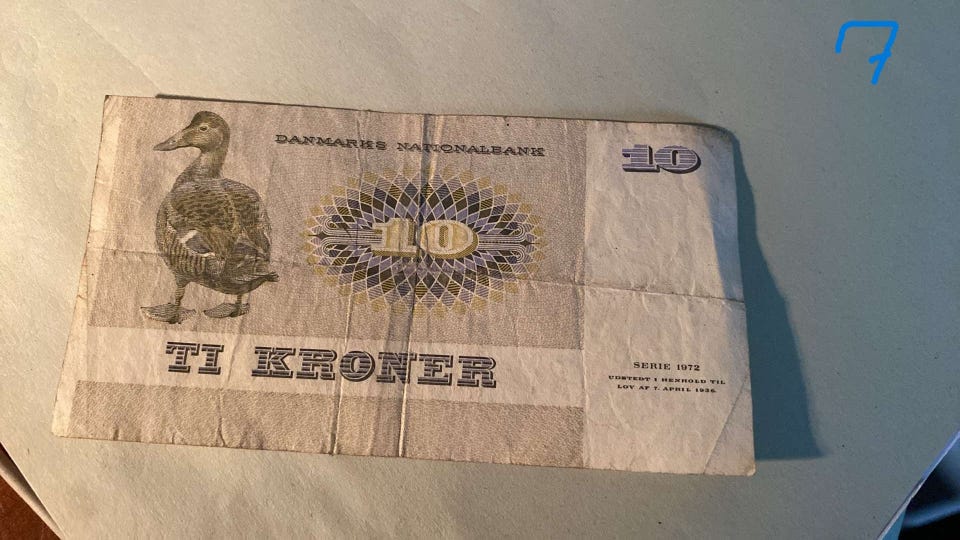 7
DANMARKS NATIONALBANK
10
10
TI KRONER
SERIE 1972
UDSTEDT I HENHOLD TIL
LOV AF 7. APRIL 1936